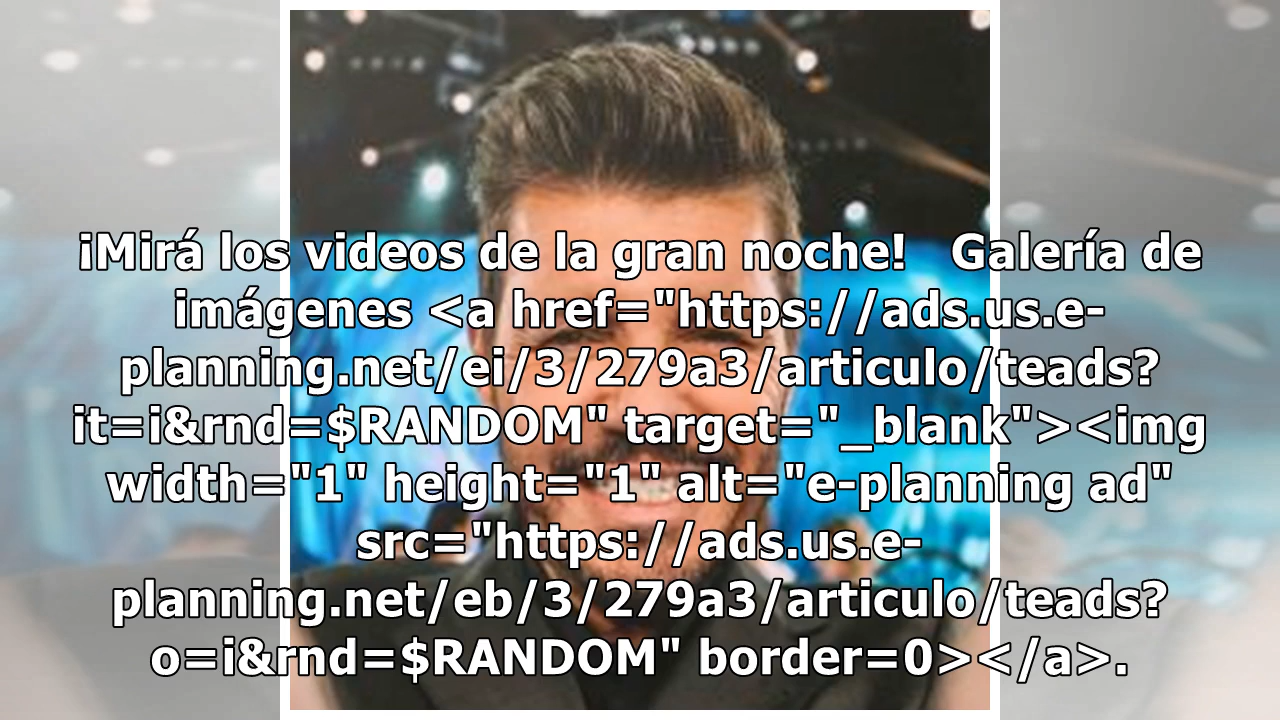 ¡Mirá los videos de la gran noche!   Galería de
imágenes <a href="https://ads.us.e-
planning.net/ei/3/279a3/articulo/teads?
it=i&rnd=$RANDOM" target="_blank"><img
width="1" height="1" alt="e-planning ad"
src="https://ads.us.e-
planning.net/eb/3/279a3/articulo/teads?
o=i&rnd=$RANDOM" border=0></a>.